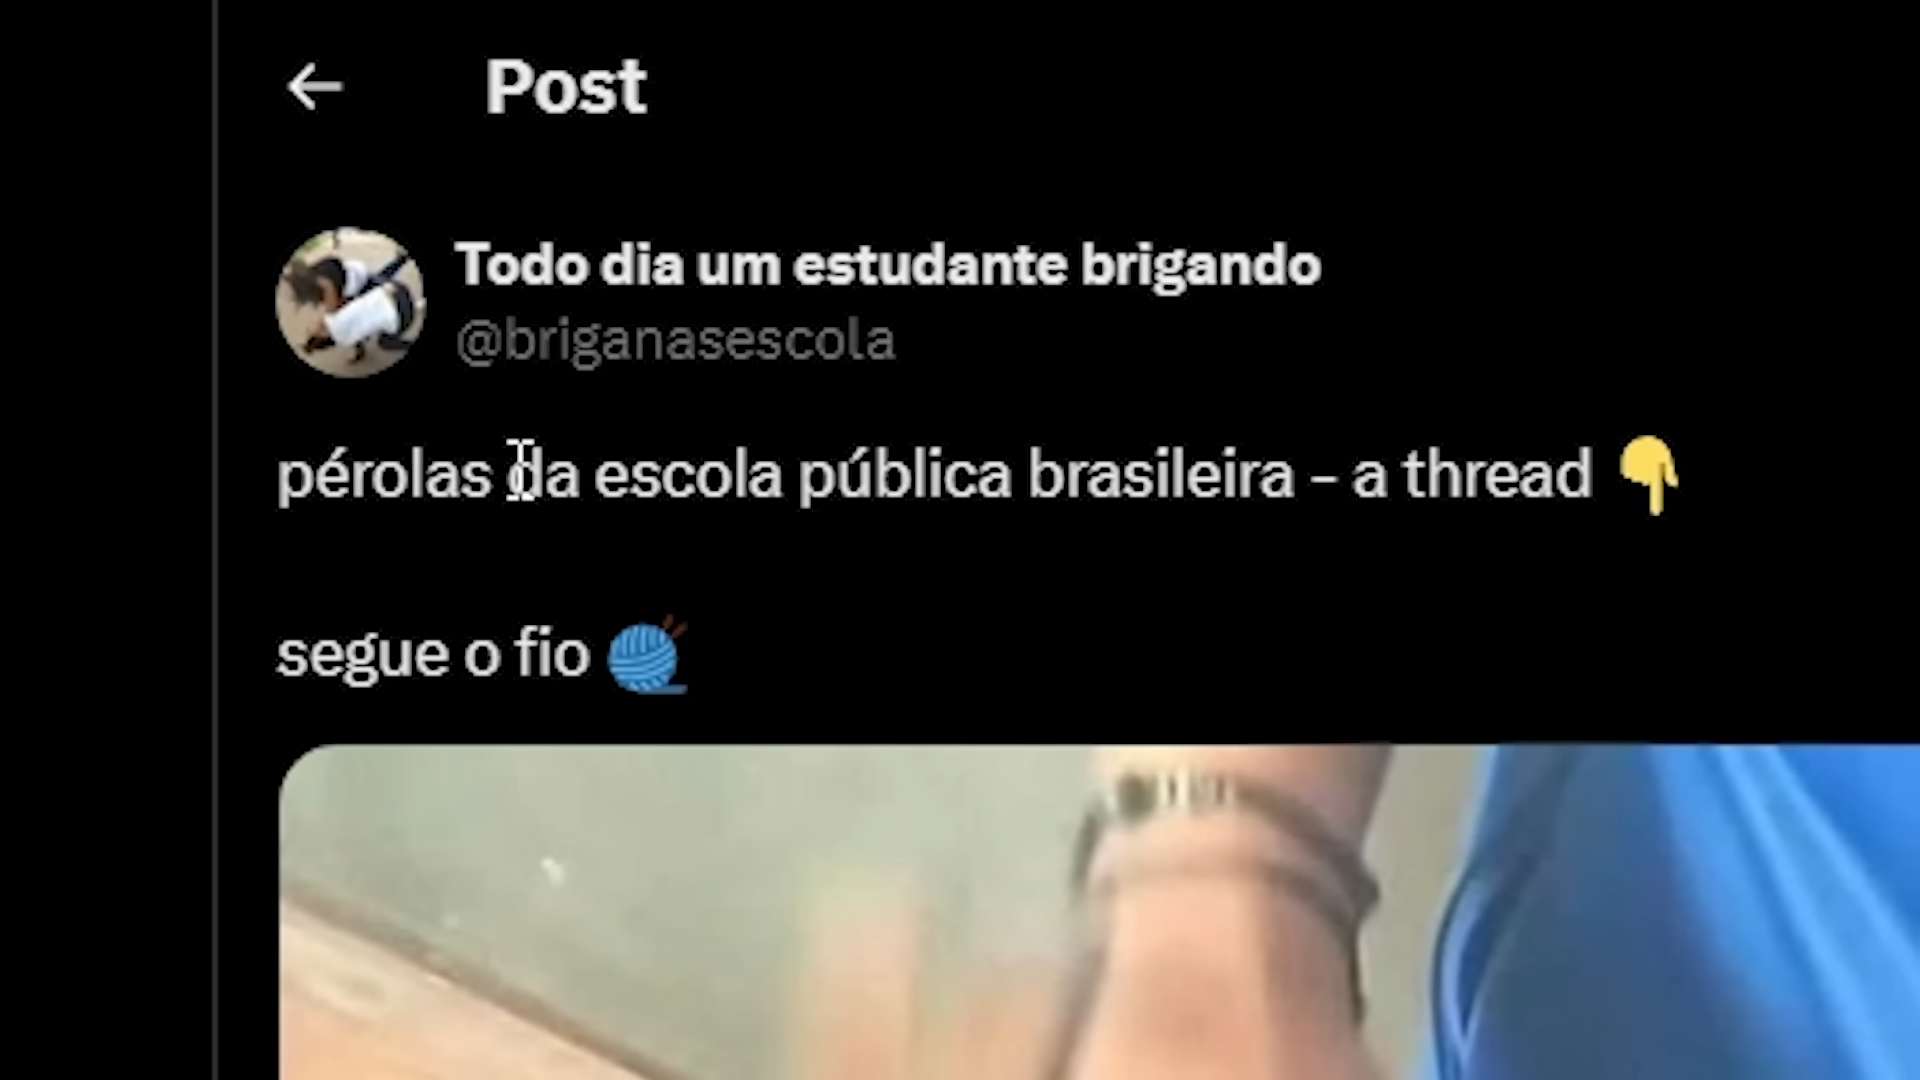 Post
Todo dia um estudante brigando
@briganasescola
pérolas da escola pública brasileira – a thread 👇
segue o fio 🧶